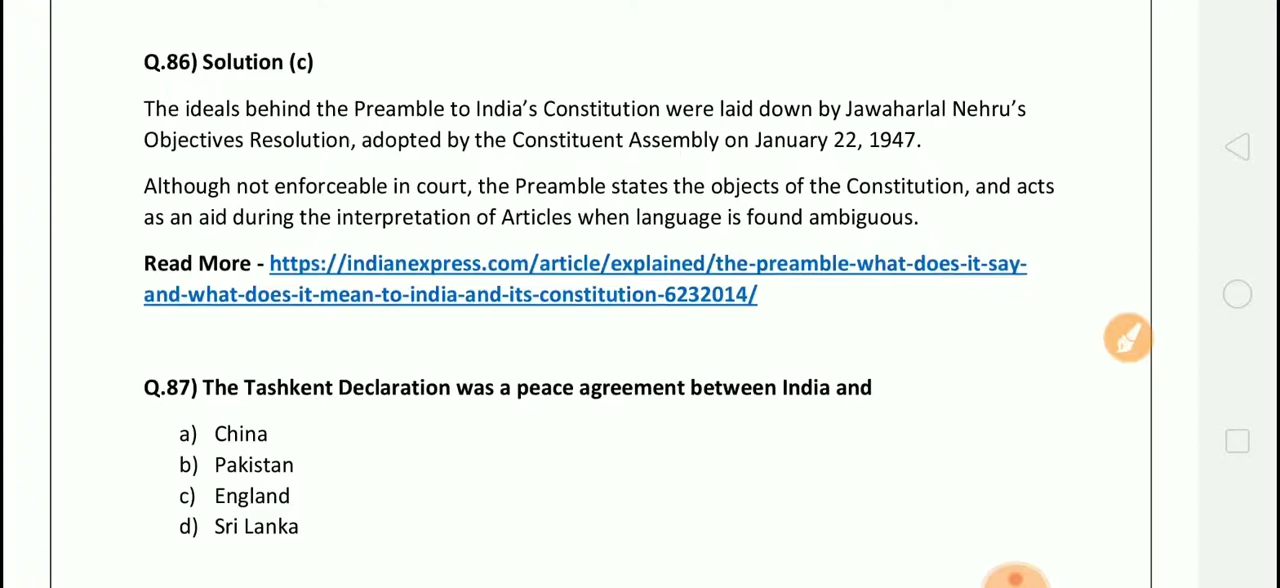 Q.86) Solution (c)
The ideals behind the Preamble to India's Constitution were laid down by Jawaharlal Nehru's
Objectives Resolution, adopted by the Constituent Assembly on January 22, 1947.
Although not enforceable in court, the Preamble states the objects of the Constitution, and acts
as an aid during the interpretation of Articles when language is found ambiguous.
Read More - https://indianexpress.com/article/explained/the-preamble-what-does-it-say-
and-what-does-it-mean-to-india-and-its-constitution-6232014/
Q.87) The Tashkent Declaration was a peace agreement between India and
a) China
b) Pakistan
c) England
d) Sri Lanka